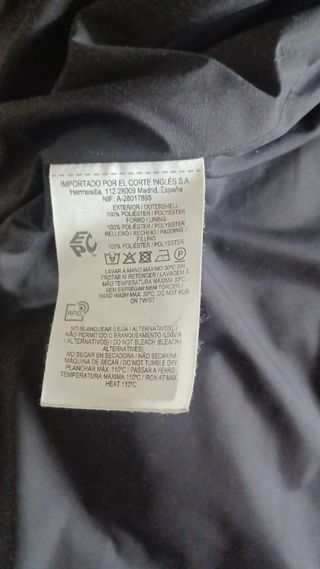 IMPORTADO POR EL CORTE INGLÉS S.A.
Hermosilla, 112 28009 Madrid, España
NIF: A-28017895
EXTERIOR / OUTERSHELL
100% POLIÉSTER / POLYESTER
FORRO / LINING
100% POLIÉSTER / POLYESTER
RELLENO / RECHEIO / PADDING /
FILLING
100% POLIÉSTER / POLYESTER
EPC
LAVAR A MANO MÁXIMO 30ºC SIN
FROTAR NI RETORCER / LAVAGEM À
MÃO TEMPERATURA MÁXIMA 30ºC,
SEM ESFREGAR NEM TORCER /
HAND WASH MAX. 30ºC, DO NOT RUB
OR TWIST
RFID
NO BLANQUEAR (LEJÍA / ALTERNATIVOS) /
NÃO PERMITIDO O BRANQUEAMENTO (LIXÍVIA
/ ALTERNATIVOS) / DO NOT BLEACH (BLEACH /
ALTERNATIVES)
NO SECAR EN SECADORA / NÃO SECAR NA
MÁQUINA DE SECAR / DO NOT TUMBLE DRY
PLANCHAR MÁX. 110ºC / PASSAR A FERRO
TEMPERATURA MÁXIMA 110ºC / IRON AT MAX
HEAT 110ºC